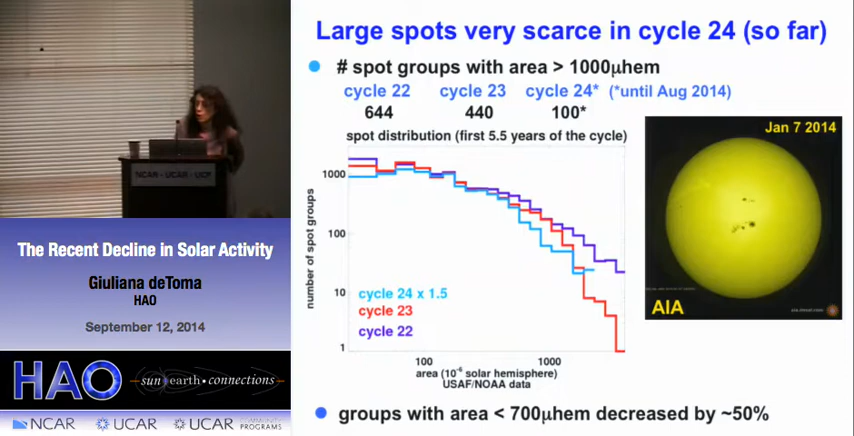 NCAR - UCAR - UCP
The Recent Decline in Solar Activity
Giuliana deToma
HAO
September 12, 2014
HAO
sun earth • connections
NCAR
UCAR
UCAR
PROGRAMS
Large spots very scarce in cycle 24 (so far)
# spot groups with area > 1000μhem
cycle 22 cycle 23 cycle 24* (*until Aug 2014)
644 440 100*
spot distribution (first 5.5 years of the cycle)
number of spot groups
1000
100
10
1
cycle 24 x 1.5
cycle 23
cycle 22
100 1000
area (10⁻⁶ solar hemisphere)
USAF/NOAA data
Jan 7 2014
AIA
groups with area < 700μhem decreased by ~50%